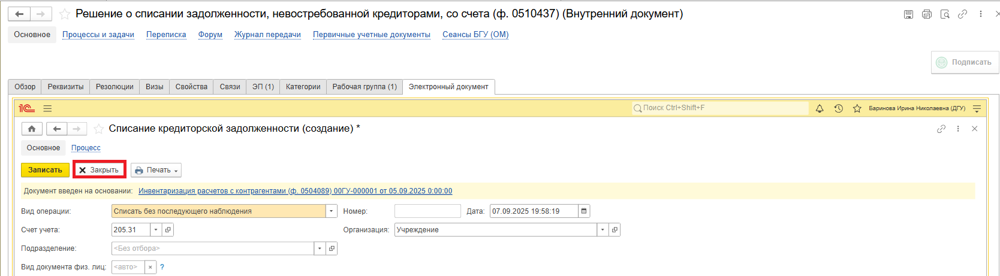 Решение о списании задолженности, невостребованной кредиторами, со счета (ф. 0510437) (Внутренний документ)
Основное Процессы и задачи Переписка Форум Журнал передачи Первичные учетные документы Сеансы БГУ (ОМ)
Подписать
Обзор Реквизиты Резолюции Визы Свойства Связи ЭП (1) Категории Рабочая группа (1) Электронный документ
1С Поиск Ctrl+Shift+F Баринова Ирина Николаевна (ДГУ)
Списание кредиторской задолженности (создание) *
Основное Процесс
Записать Закрыть Печать
Документ введен на основании: Инвентаризация расчетов с контрагентами (ф. 0504089) 00ГУ-000001 от 05.09.2025 0:00:00
Вид операции: Списать без последующего наблюдения Номер: Дата: 07.09.2025 19:58:19
Счет учета: 205.31 Организация: Учреждение
Подразделение: <Без отбора>
Вид документа физ. лиц: <авто> × ?